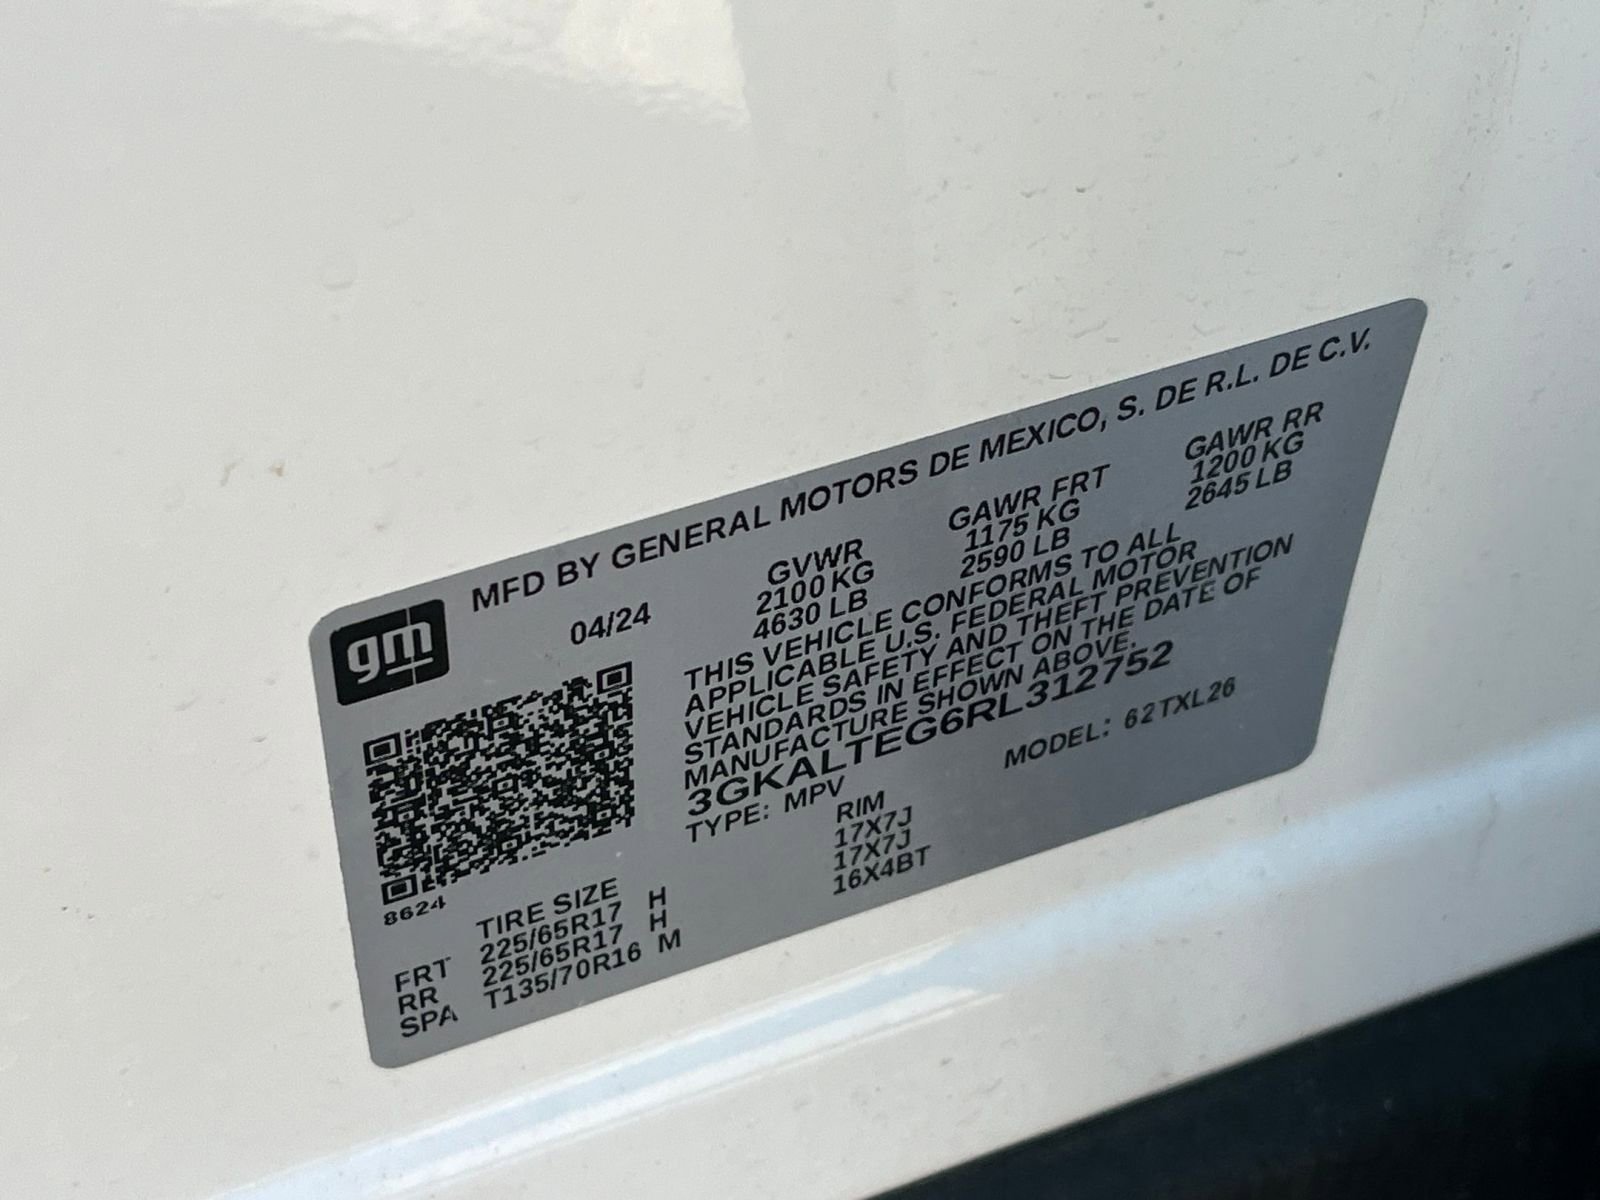 gm
MFD BY GENERAL MOTORS DE MEXICO, S. DE R.L. DE C.V.
04/24
GVWR GAWR FRT GAWR RR
2100 KG 1175 KG 1200 KG
4630 LB 2590 LB 2645 LB
THIS VEHICLE CONFORMS TO ALL
APPLICABLE U.S. FEDERAL MOTOR
VEHICLE SAFETY AND THEFT PREVENTION
STANDARDS IN EFFECT ON THE DATE OF
MANUFACTURE SHOWN ABOVE.
3GKALTEG6RL312752
TYPE: MPV MODEL: 62TXL26
8624
TIRE SIZE RIM
FRT 225/65R17 H 17X7J
RR 225/65R17 H 17X7J
SPA T135/70R16 M 16X4BT